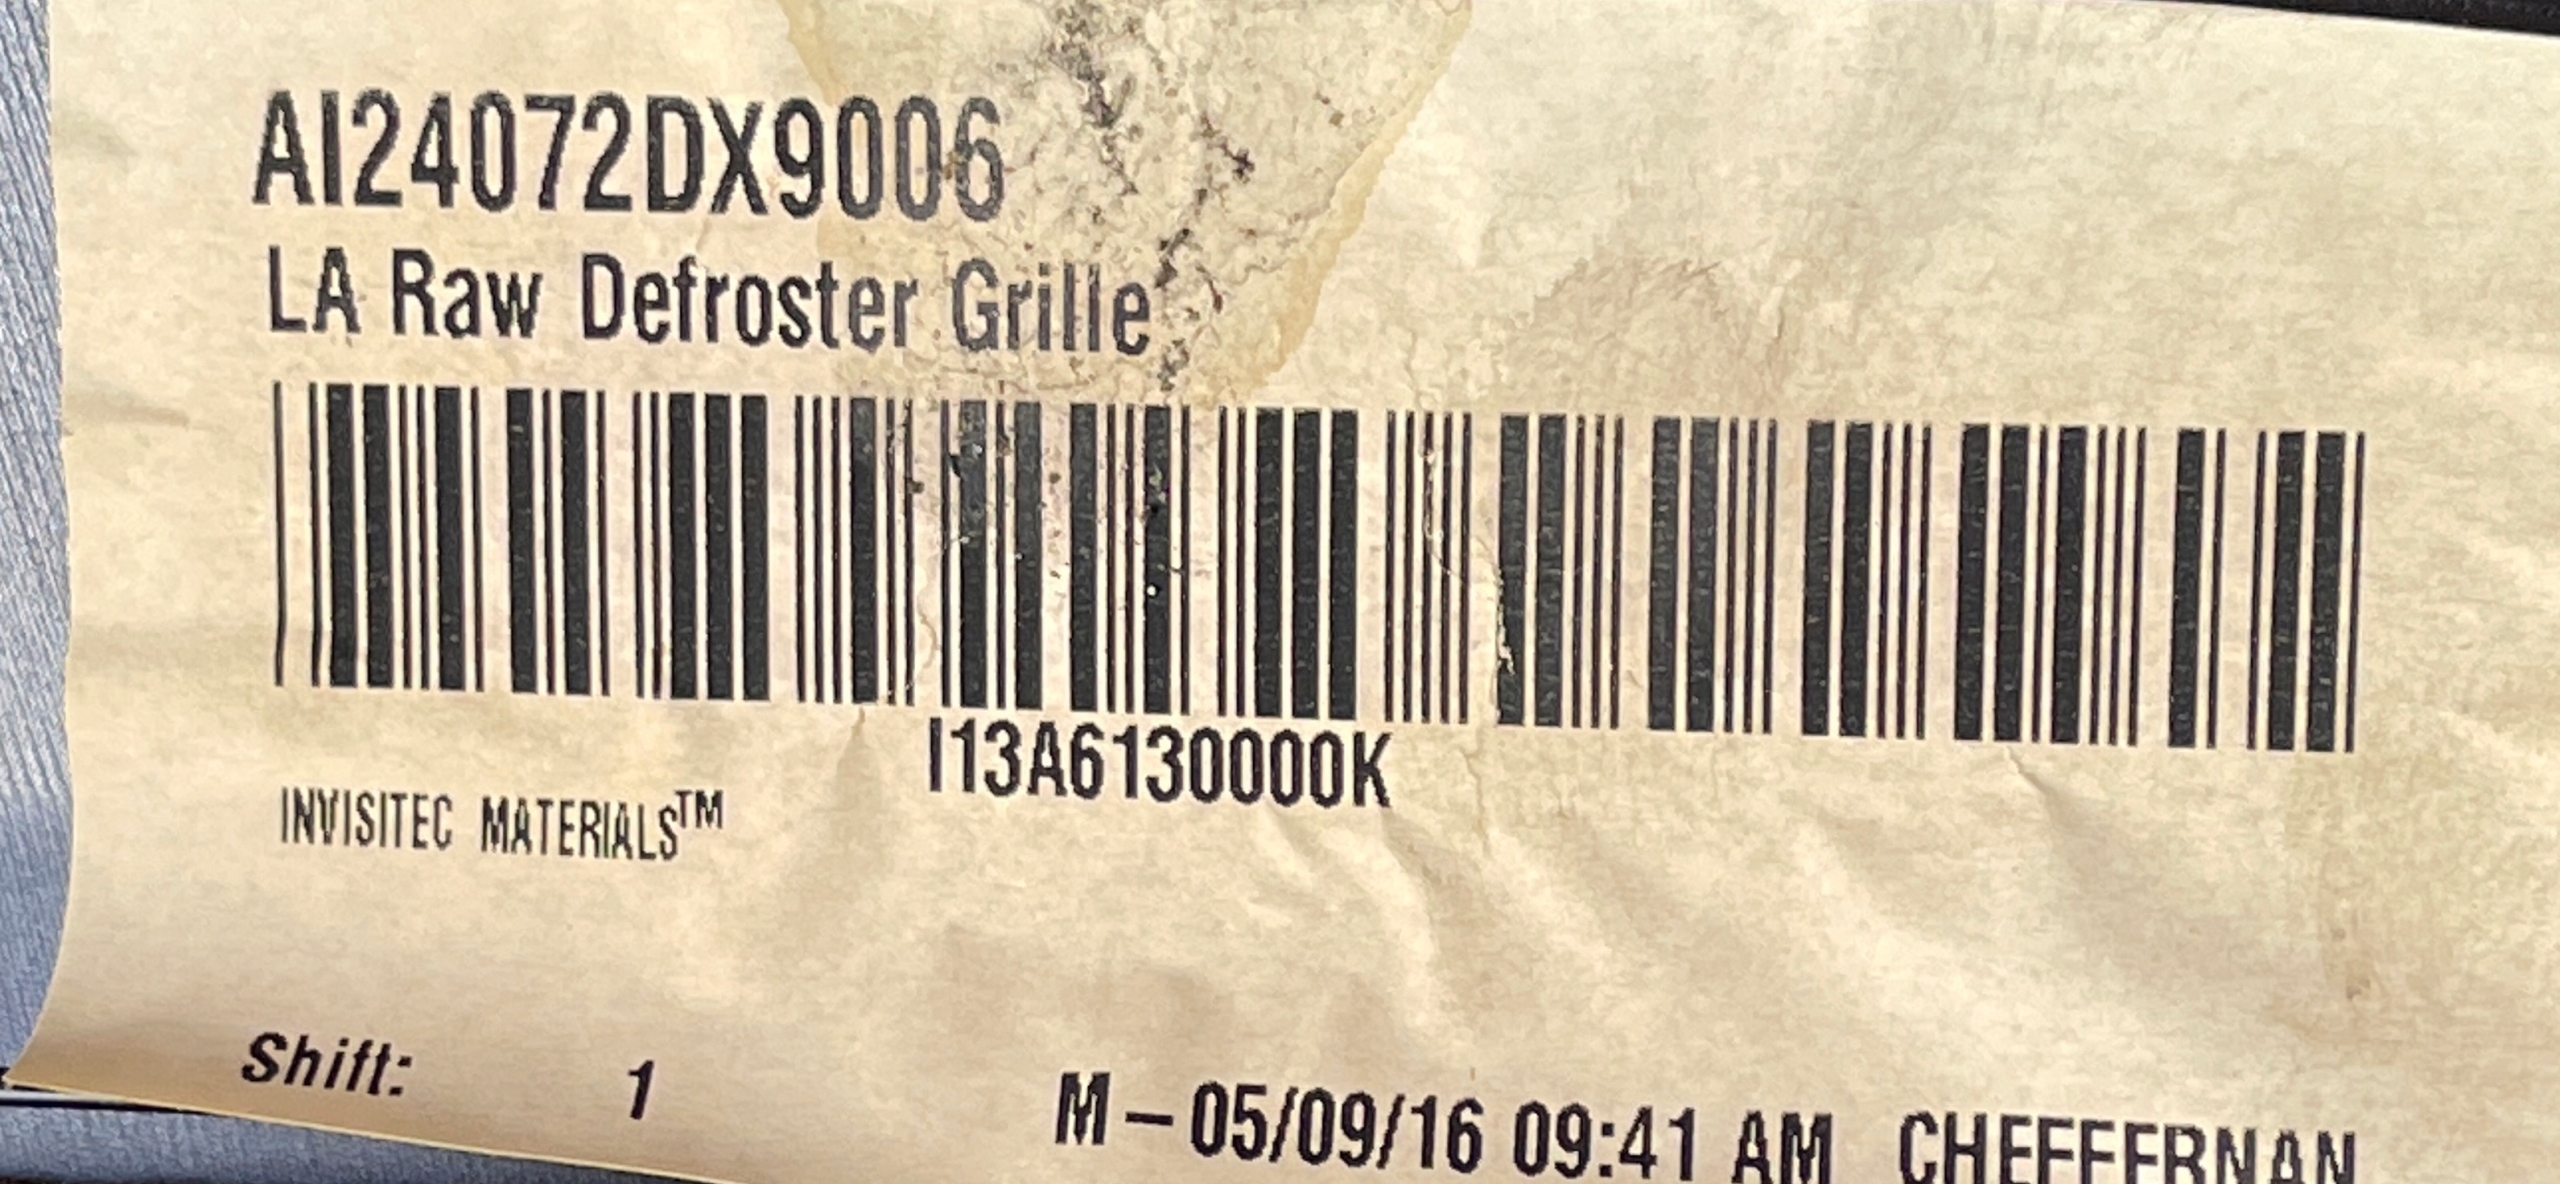 AI24072DX9006
LA Raw Defroster Grille
I13A6130000K
INVISITEC MATERIALS™
Shift: 1
M – 05/09/16 09:41 AM CHEFFERNAN